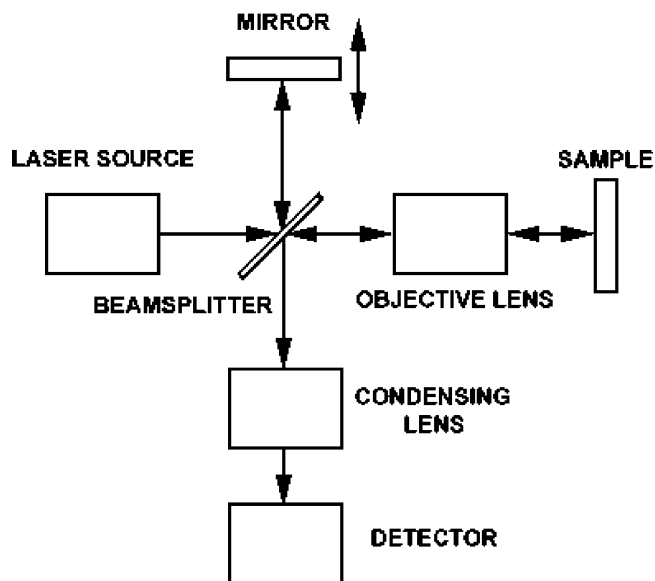 MIRROR
LASER SOURCE
SAMPLE
BEAMSPLITTER
OBJECTIVE LENS
CONDENSING
LENS
DETECTOR